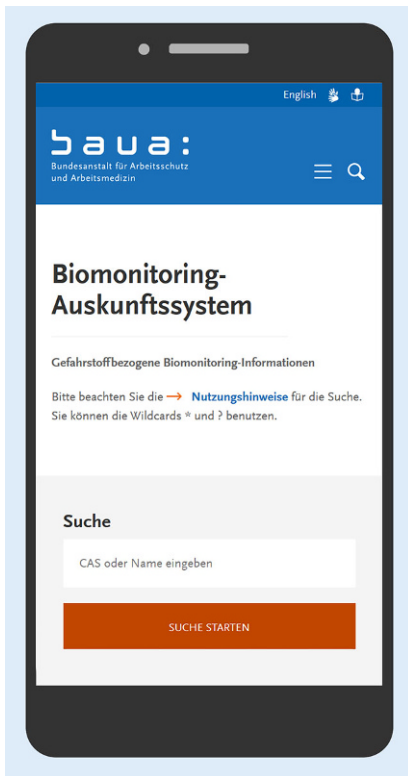 English
baua:
Bundesanstalt für Arbeitsschutz
und Arbeitsmedizin
Biomonitoring-
Auskunftssystem
Gefahrstoffbezogene Biomonitoring-Informationen
Bitte beachten Sie die → Nutzungshinweise für die Suche.
Sie können die Wildcards * und ? benutzen.
Suche
CAS oder Name eingeben
SUCHE STARTEN